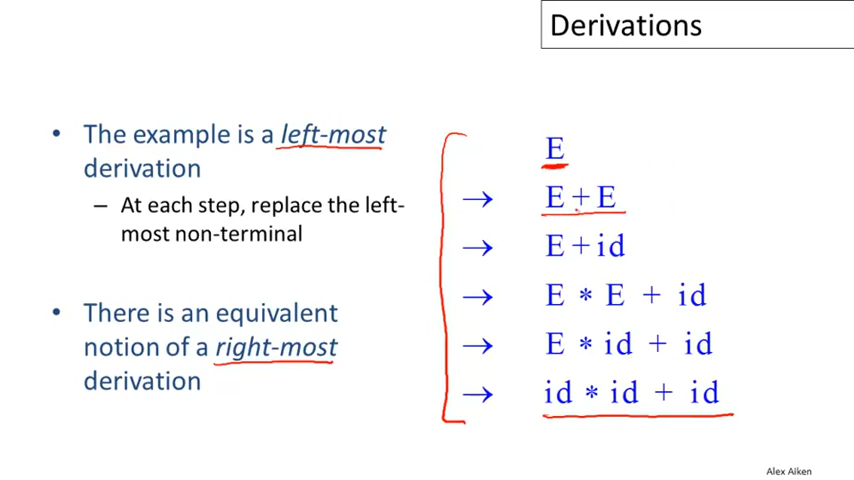 Derivations
• The example is a left-most
derivation
– At each step, replace the left-
most non-terminal
• There is an equivalent
notion of a right-most
derivation
E
→ E + E
→ E + id
→ E * E + id
→ E * id + id
→ id * id + id
Alex Aiken